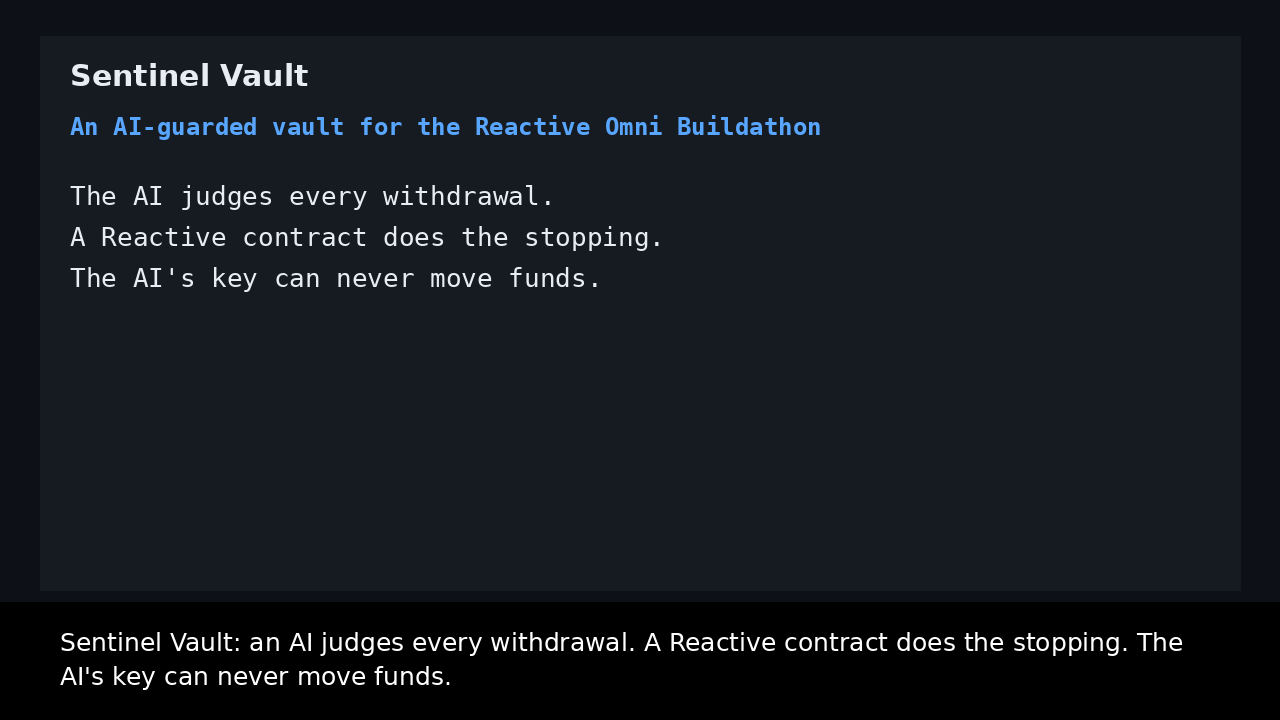 Sentinel Vault
An AI-guarded vault for the Reactive Omni Buildathon
The AI judges every withdrawal.
A Reactive contract does the stopping.
The AI's key can never move funds.
Sentinel Vault: an AI judges every withdrawal. A Reactive contract does the stopping. The
AI's key can never move funds.